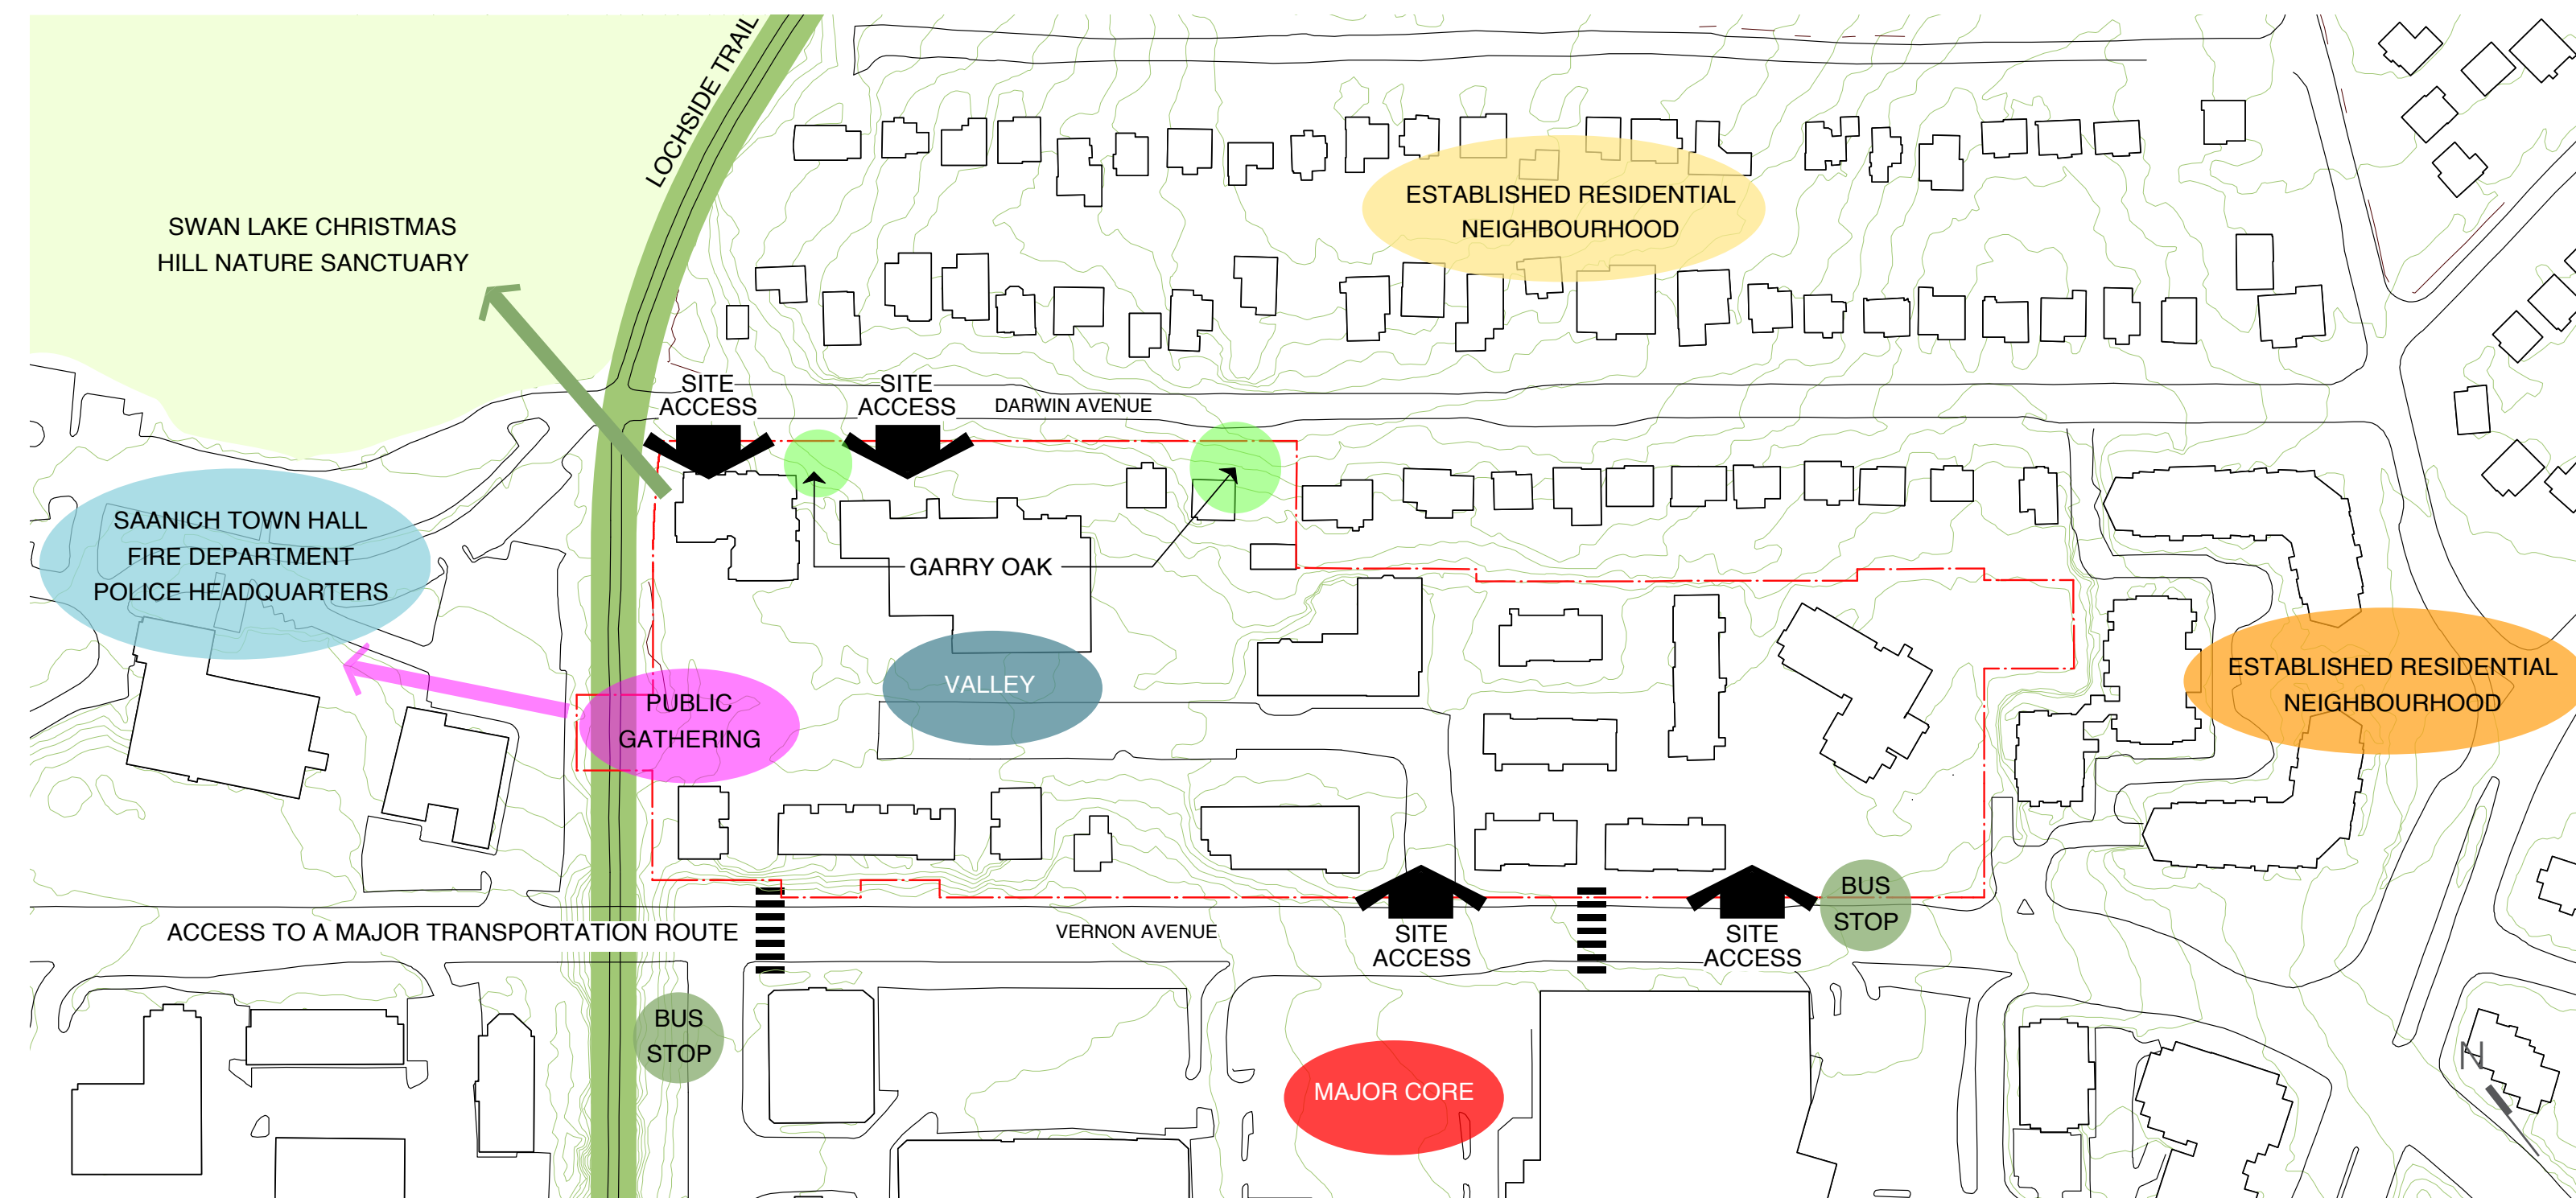 LOCHSIDE TRAIL
SWAN LAKE CHRISTMAS
HILL NATURE SANCTUARY
ESTABLISHED RESIDENTIAL
NEIGHBOURHOOD
SITE
ACCESS
SITE
ACCESS
DARWIN AVENUE
SAANICH TOWN HALL
FIRE DEPARTMENT
POLICE HEADQUARTERS
GARRY OAK
PUBLIC
GATHERING
VALLEY
ESTABLISHED RESIDENTIAL
NEIGHBOURHOOD
BUS
STOP
ACCESS TO A MAJOR TRANSPORTATION ROUTE
VERNON AVENUE
SITE
ACCESS
SITE
ACCESS
BUS
STOP
MAJOR CORE
N